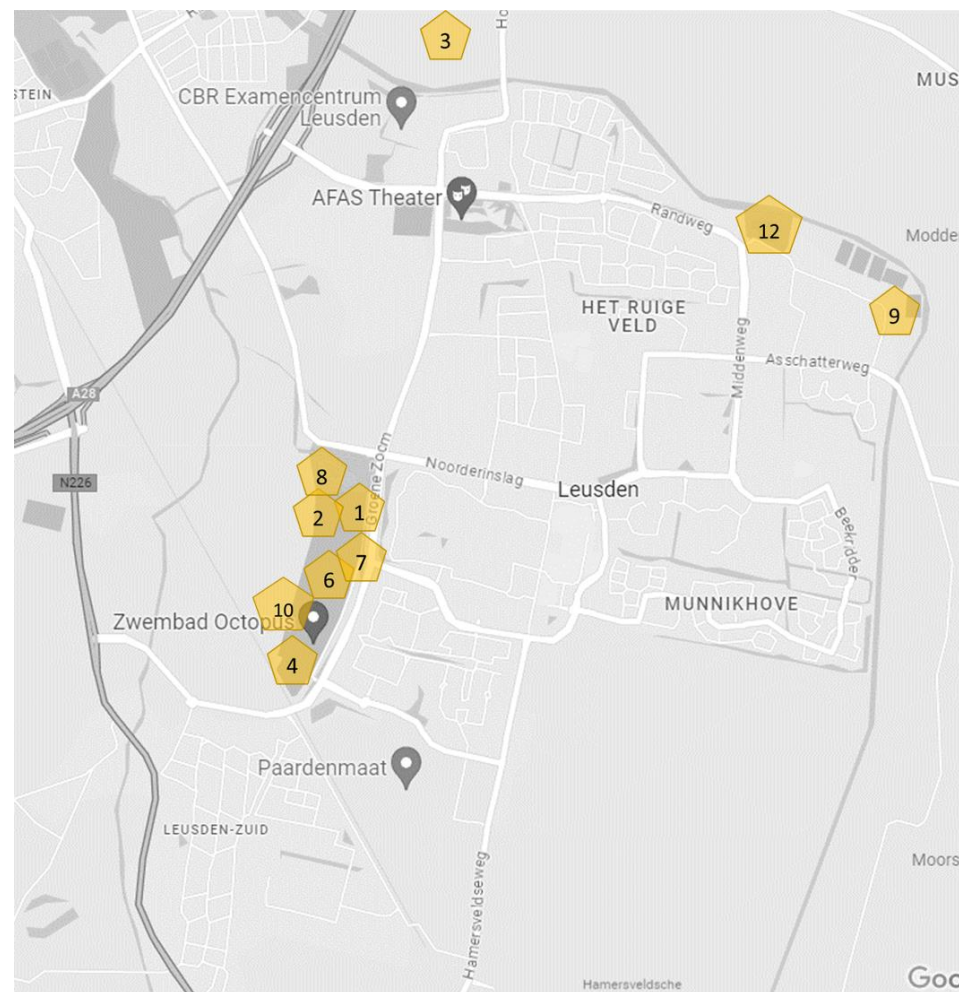 3
Ho
MUS
STEIN
CBR Examencentrum
Leusden
AFAS Theater
Randweg
12
Modde
9
HET RUIGE
VELD
Middenweg
Asschatterweg
A28
Groene Zoom
8
Noorderinslag
N226
Leusden
2
1
Beekridder
7
6
10
MUNNIKHOVE
Zwembad Octopus
4
Paardenmaat
LEUSDEN-ZUID
Hamersveldseweg
Moors
Hamersveldsche
Goo